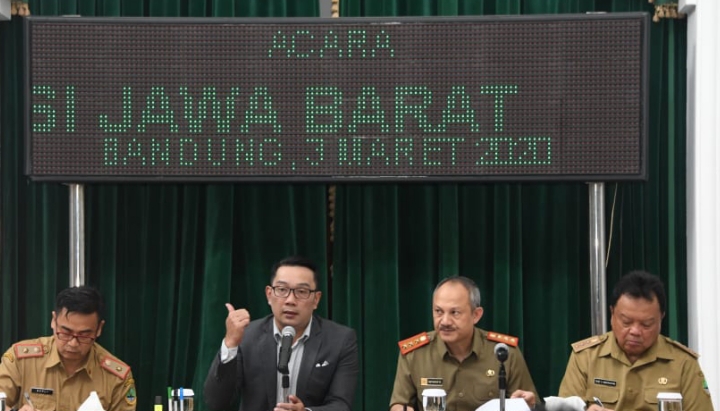 ACARA
SI JAWA BARAT
BANDUNG, 3 MARET 2020